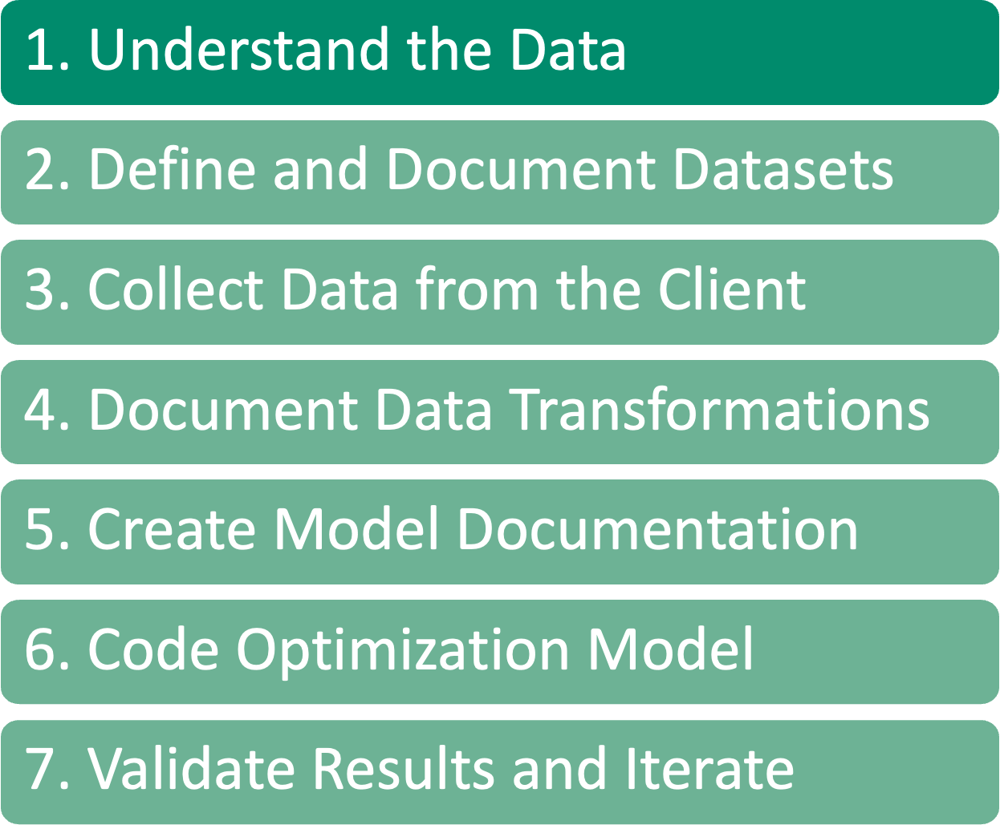 1. Understand the Data
2. Define and Document Datasets
3. Collect Data from the Client
4. Document Data Transformations
5. Create Model Documentation
6. Code Optimization Model
7. Validate Results and Iterate